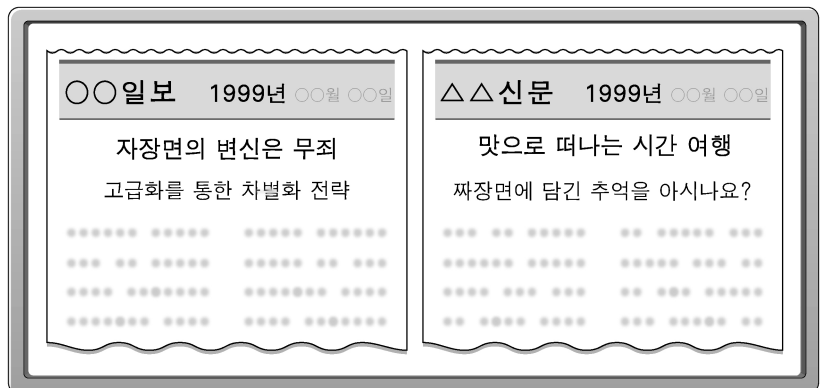 ○○일보 1999년 ○○월 ○○일
자장면의 변신은 무죄
고급화를 통한 차별화 전략
△△신문 1999년 ○○월 ○○일
맛으로 떠나는 시간 여행
짜장면에 담긴 추억을 아시나요?